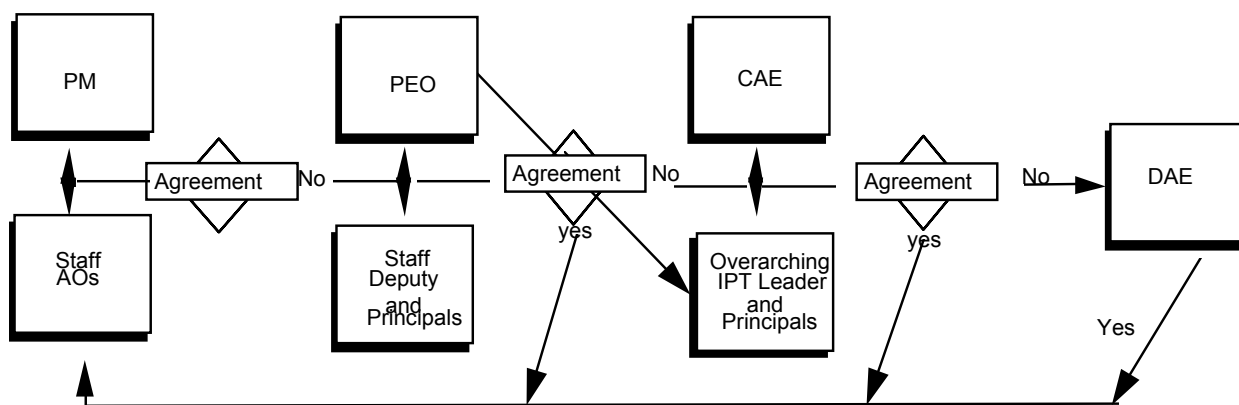 PM
Staff
AOs
Agreement
No
PEO
Staff
Deputy
and
Principals
Agreement
yes
No
CAE
Overarching
IPT Leader
and
Principals
Agreement
yes
No
DAE
Yes